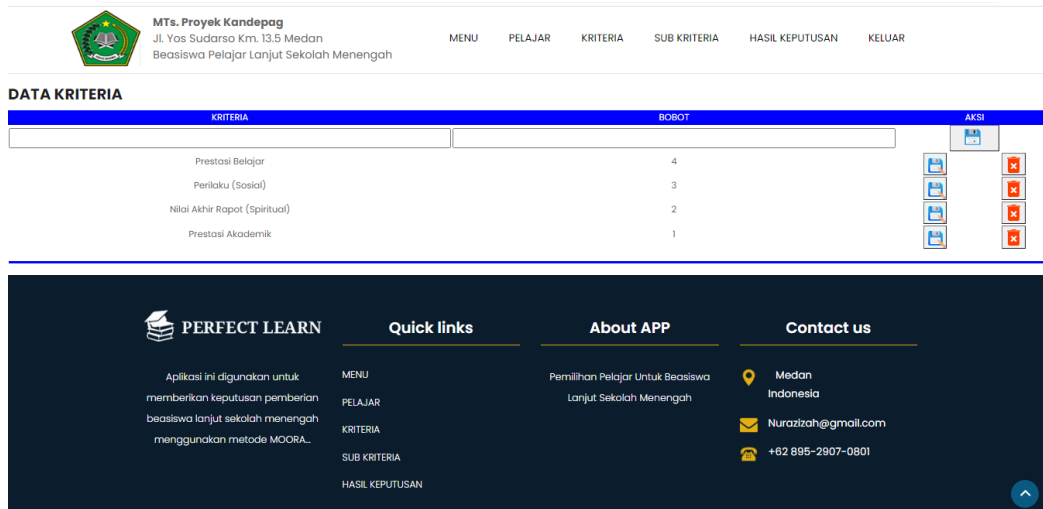 MTs. Proyek Kandepag
Jl. Yos Sudarso Km. 13.5 Medan
Beasiswa Pelajar Lanjut Sekolah Menengah
MENU PELAJAR KRITERIA SUB KRITERIA HASIL KEPUTUSAN KELUAR
DATA KRITERIA
KRITERIA BOBOT AKSI
Prestasi Belajar 4
Perilaku (Sosial) 3
Nilai Akhir Rapot (Spiritual) 2
Prestasi Akademik 1
PERFECT LEARN
Aplikasi ini digunakan untuk
memberikan keputusan pemberian
beasiswa lanjut sekolah menengah
menggunakan metode MOORA...
Quick links
MENU
PELAJAR
KRITERIA
SUB KRITERIA
HASIL KEPUTUSAN
About APP
Pemilihan Pelajar Untuk Beasiswa
Lanjut Sekolah Menengah
Contact us
Medan
Indonesia
Nurazizah@gmail.com
+62 895-2907-0801